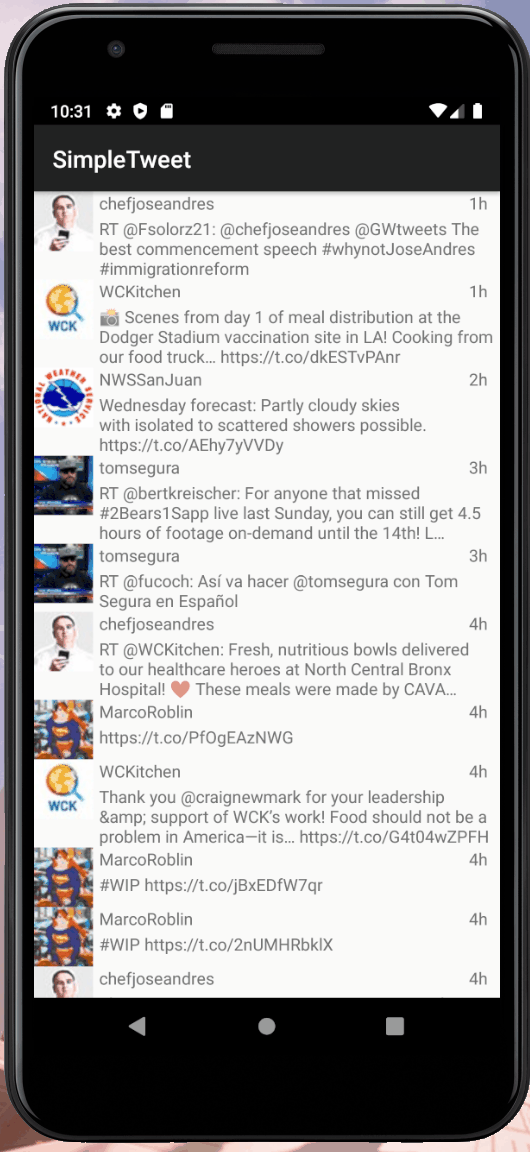 10:31
SimpleTweet
chefjoseandres 1h
RT @Fsolorz21: @chefjoseandres @GWtweets The
best commencement speech #whynotJoseAndres
#immigrationreform
WCKitchen 1h
📸 Scenes from day 1 of meal distribution at the
Dodger Stadium vaccination site in LA! Cooking from
our food truck… https://t.co/dkESTvPAnr
WCK
NWSSanJuan 2h
Wednesday forecast: Partly cloudy skies
with isolated to scattered showers possible.
https://t.co/AEhy7yVVDy
NATIONAL WEATHER SERVICE
tomsegura 3h
RT @bertkreischer: For anyone that missed
#2Bears1Sapp live last Sunday, you can still get 4.5
hours of footage on-demand until the 14th! L…
tomsegura 3h
RT @fucoch: Así va hacer @tomsegura con Tom
Segura en Español
chefjoseandres 4h
RT @WCKitchen: Fresh, nutritious bowls delivered
to our healthcare heroes at North Central Bronx
Hospital! ❤️ These meals were made by CAVA…
MarcoRoblin 4h
https://t.co/PfOgEAzNWG
WCKitchen 4h
Thank you @craignewmark for your leadership
&amp; support of WCK's work! Food should not be a
problem in America—it is… https://t.co/G4t04wZPFH
WCK
MarcoRoblin 4h
#WIP https://t.co/jBxEDfW7qr
MarcoRoblin 4h
#WIP https://t.co/2nUMHRbklX
chefjoseandres 4h